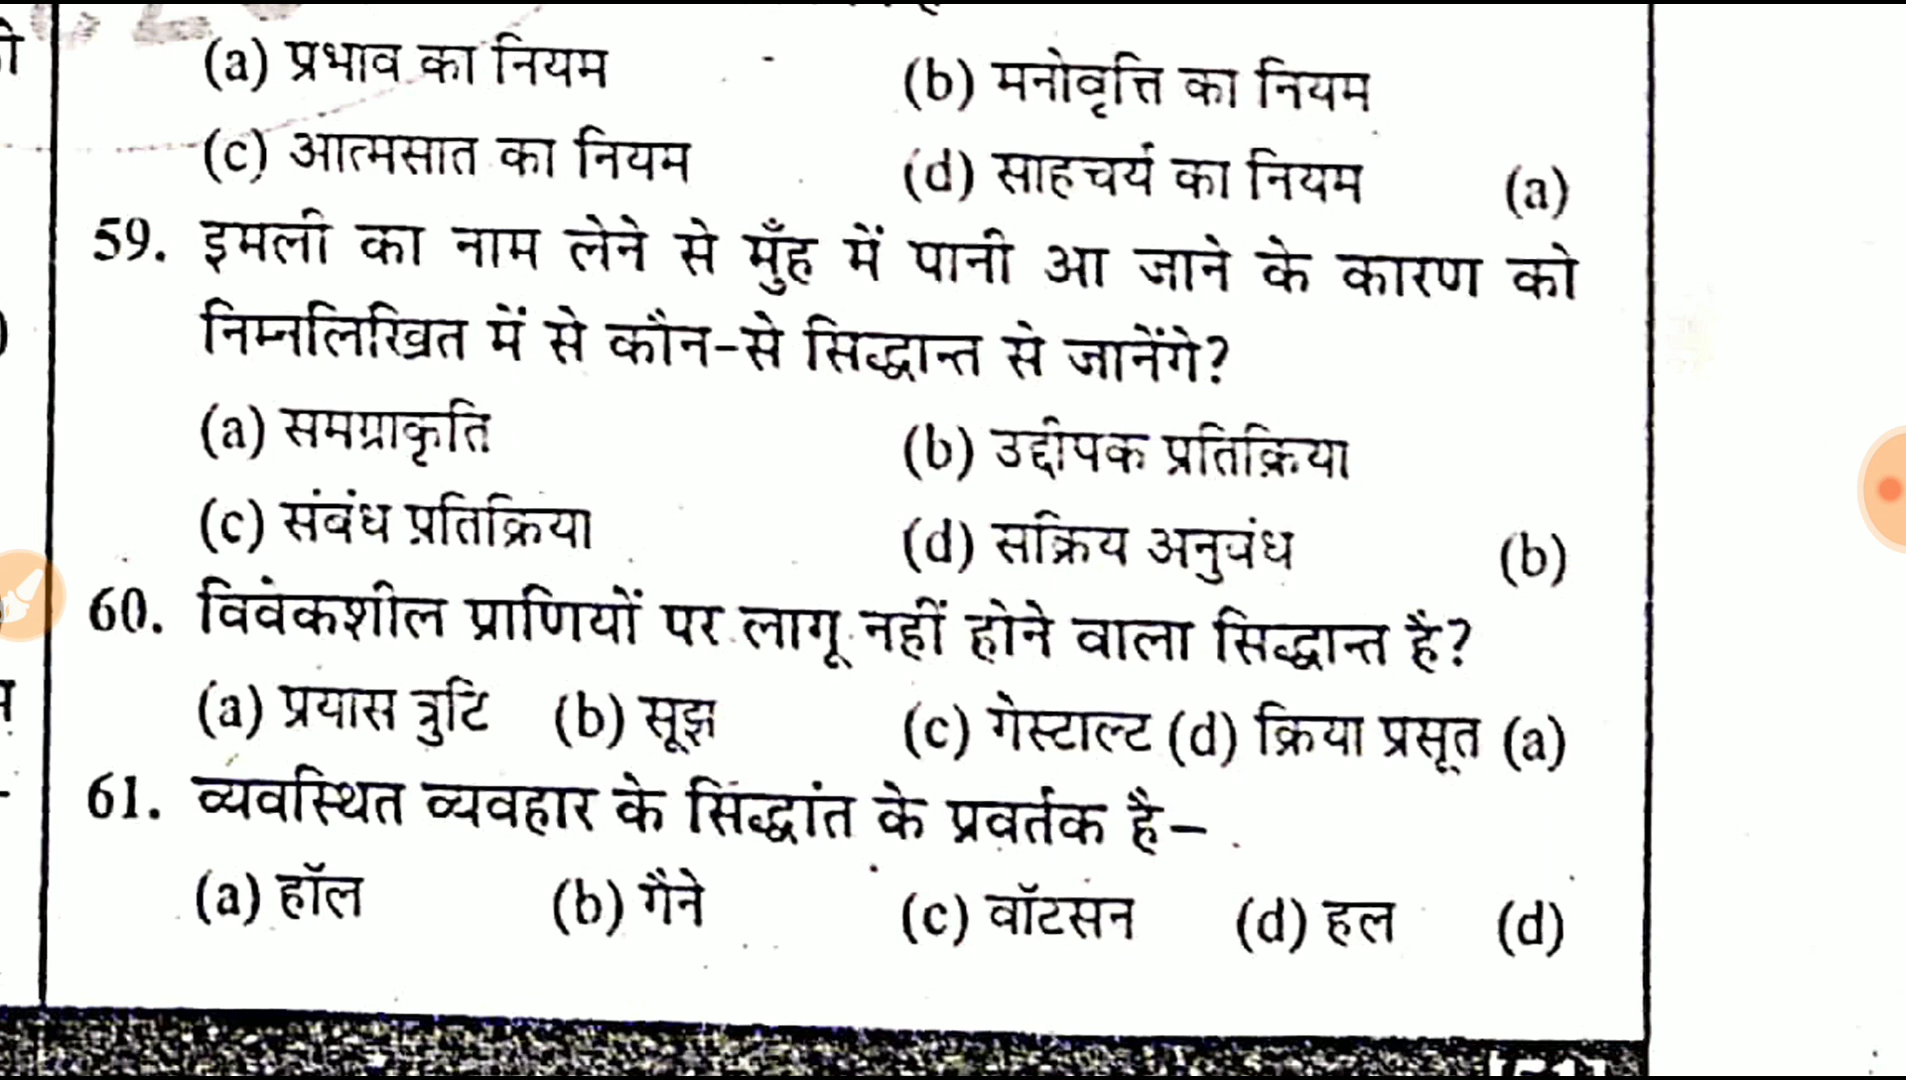 (a) प्रभाव का नियम (b) मनोवृत्ति का नियम
(c) आत्मसात का नियम (d) साहचर्य का नियम (a)
59. इमली का नाम लेने से मुँह में पानी आ जाने के कारण को
निम्नलिखित में से कौन-से सिद्धान्त से जानेंगे?
(a) समग्राकृति (b) उद्दीपक प्रतिक्रिया
(c) संबंध प्रतिक्रिया (d) सक्रिय अनुबंध (b)
60. विवेकशील प्राणियों पर लागू नहीं होने वाला सिद्धान्त है?
(a) प्रयास त्रुटि (b) सूझ (c) गेस्टाल्ट (d) क्रिया प्रसूत (a)
61. व्यवस्थित व्यवहार के सिद्धांत के प्रवर्तक है–
(a) हॉल (b) गैने (c) वॉटसन (d) हल (d)